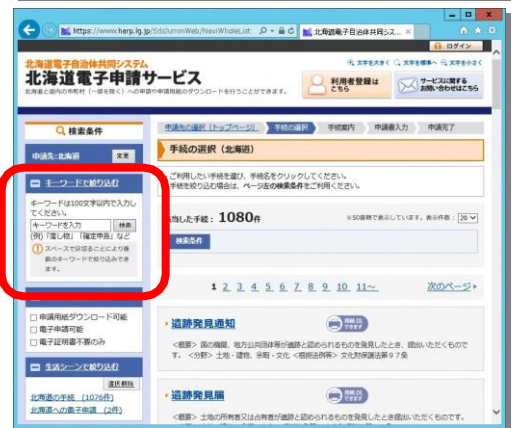 https://www.herp.lg.jp/SdsJuminWeb/NaviWhaleList
北海道電子自治体共同シス...
ログイン
北海道電子自治体共同システム
文字を大きく 文字を標準へ 文字を小さく
北海道電子申請サービス
北海道と道内の市町村（一部を除く）への申請や申請用紙のダウンロードを行うことができます。
利用者登録は
こちら
サービスに関する
お問い合わせはこちら
検索条件
申請先の選択（トップページ） 手続の選択 手続案内 申請書入力 申請完了
申請先:北海道 変更
手続の選択（北海道）
ご利用したい手続を選び、手続名をクリックしてください。
手続を絞り込む場合は、ページ左の検索条件をご利用ください。
キーワードで絞り込む
キーワードは100文字以内で入力し
てください。
キーワードを入力 検索
(例)「落し物」「確定申告」など
スペースで区切ることにより複
数のキーワードで絞り込みでき
ます。
当した手続：1080件
※50音順で表示しています。表示件数：20
検索条件
1 2 3 4 5 6 7 8 9 10 11～ 次のページ
申請用紙ダウンロード可能
電子申請可能
電子証明書不要のみ
生活シーンで絞り込む
選択解除
北海道の手続（1076件）
北海道への電子申請（2件）
遺跡発見通知
用紙DL
できます
＜概要＞ 国の機関、地方公共団体等が遺跡と認められるものを発見したとき、提出いただくもので
す。 ＜分野＞ 土地・建物、宗教・文化 ＜根拠法例等＞ 文化財保護法第９７条
遺跡発見届
用紙DL
できます
＜概要＞ 土地の所有者又は占有者が遺跡と認められるものを発見したとき提出いただくものです。